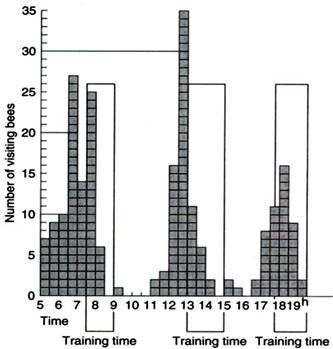 Number of visiting bees
35
30
25
20
15
10
5
0
5 6 7 8 9 10 11 12 13 14 15 16 17 18 19 h
Time
Training time Training time Training time